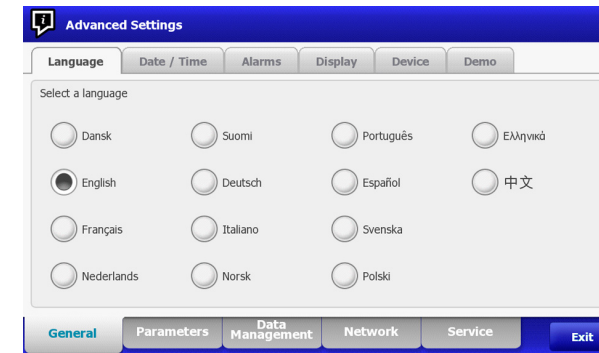 Advanced Settings
Language Date / Time Alarms Display Device Demo
Select a language
Dansk Suomi Português Ελληνικά
English Deutsch Español 中文
Français Italiano Svenska
Nederlands Norsk Polski
General Parameters Data Management Network Service Exit